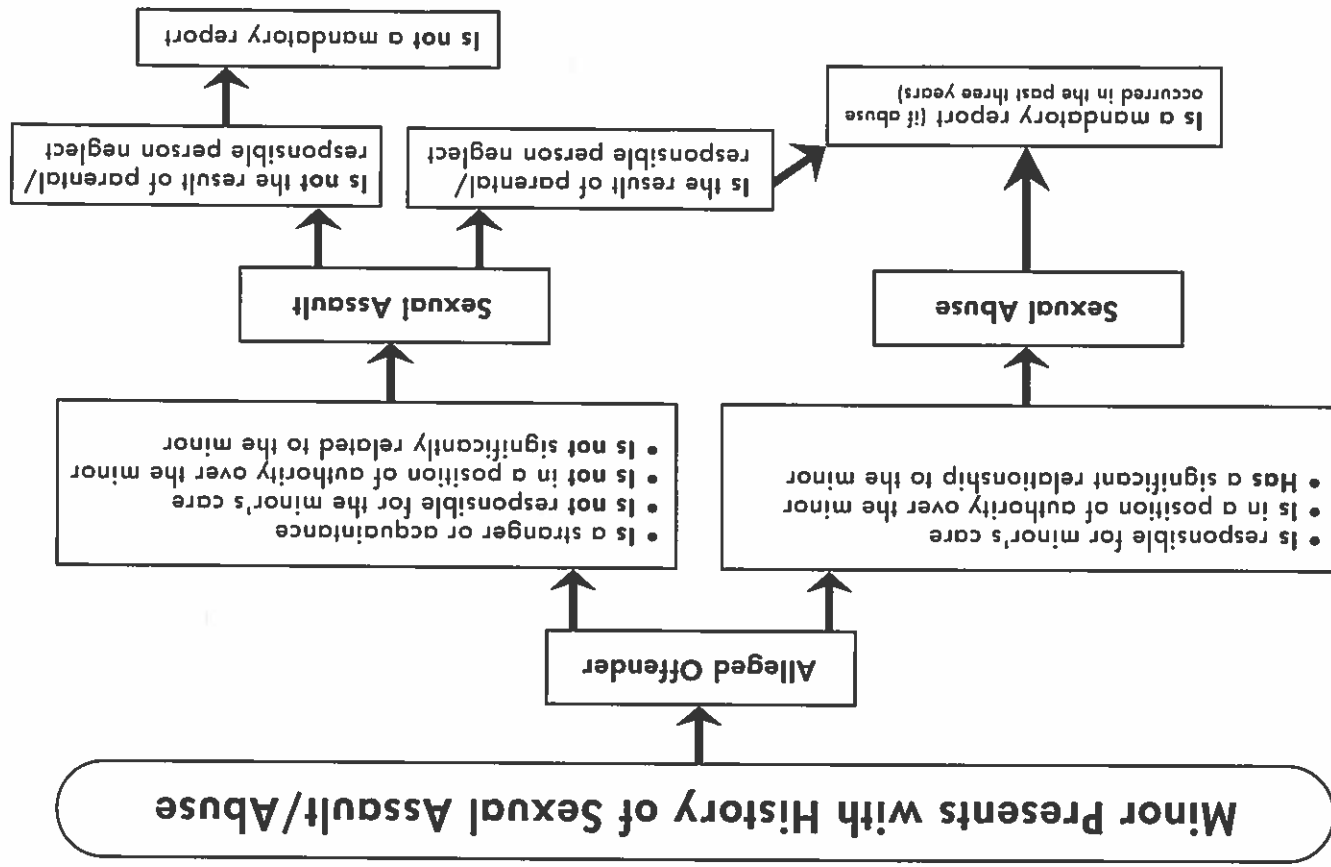 Minor Presents with History of Sexual Assault/Abuse
Alleged Offender
• Is responsible for minor's care
• Is in a position of authority over the minor
• Has a significant relationship to the minor
• Is a stranger or acquaintance
• Is not responsible for the minor's care
• Is not in a position of authority over the minor
• Is not significantly related to the minor
Sexual Abuse
Sexual Assault
Is the result of parental/
responsible person neglect
Is not the result of parental/
responsible person neglect
Is a mandatory report (if abuse
occurred in the past three years)
Is not a mandatory report